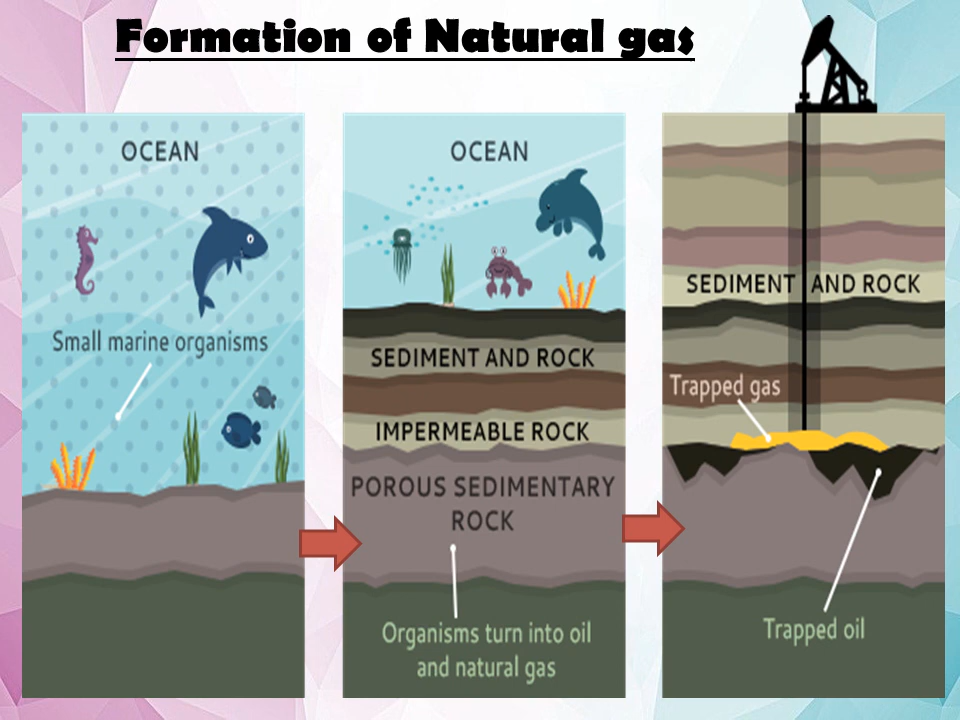 Formation of Natural gas
OCEAN
Small marine organisms
OCEAN
SEDIMENT AND ROCK
IMPERMEABLE ROCK
POROUS SEDIMENTARY
ROCK
Organisms turn into oil
and natural gas
SEDIMENT AND ROCK
Trapped gas
Trapped oil